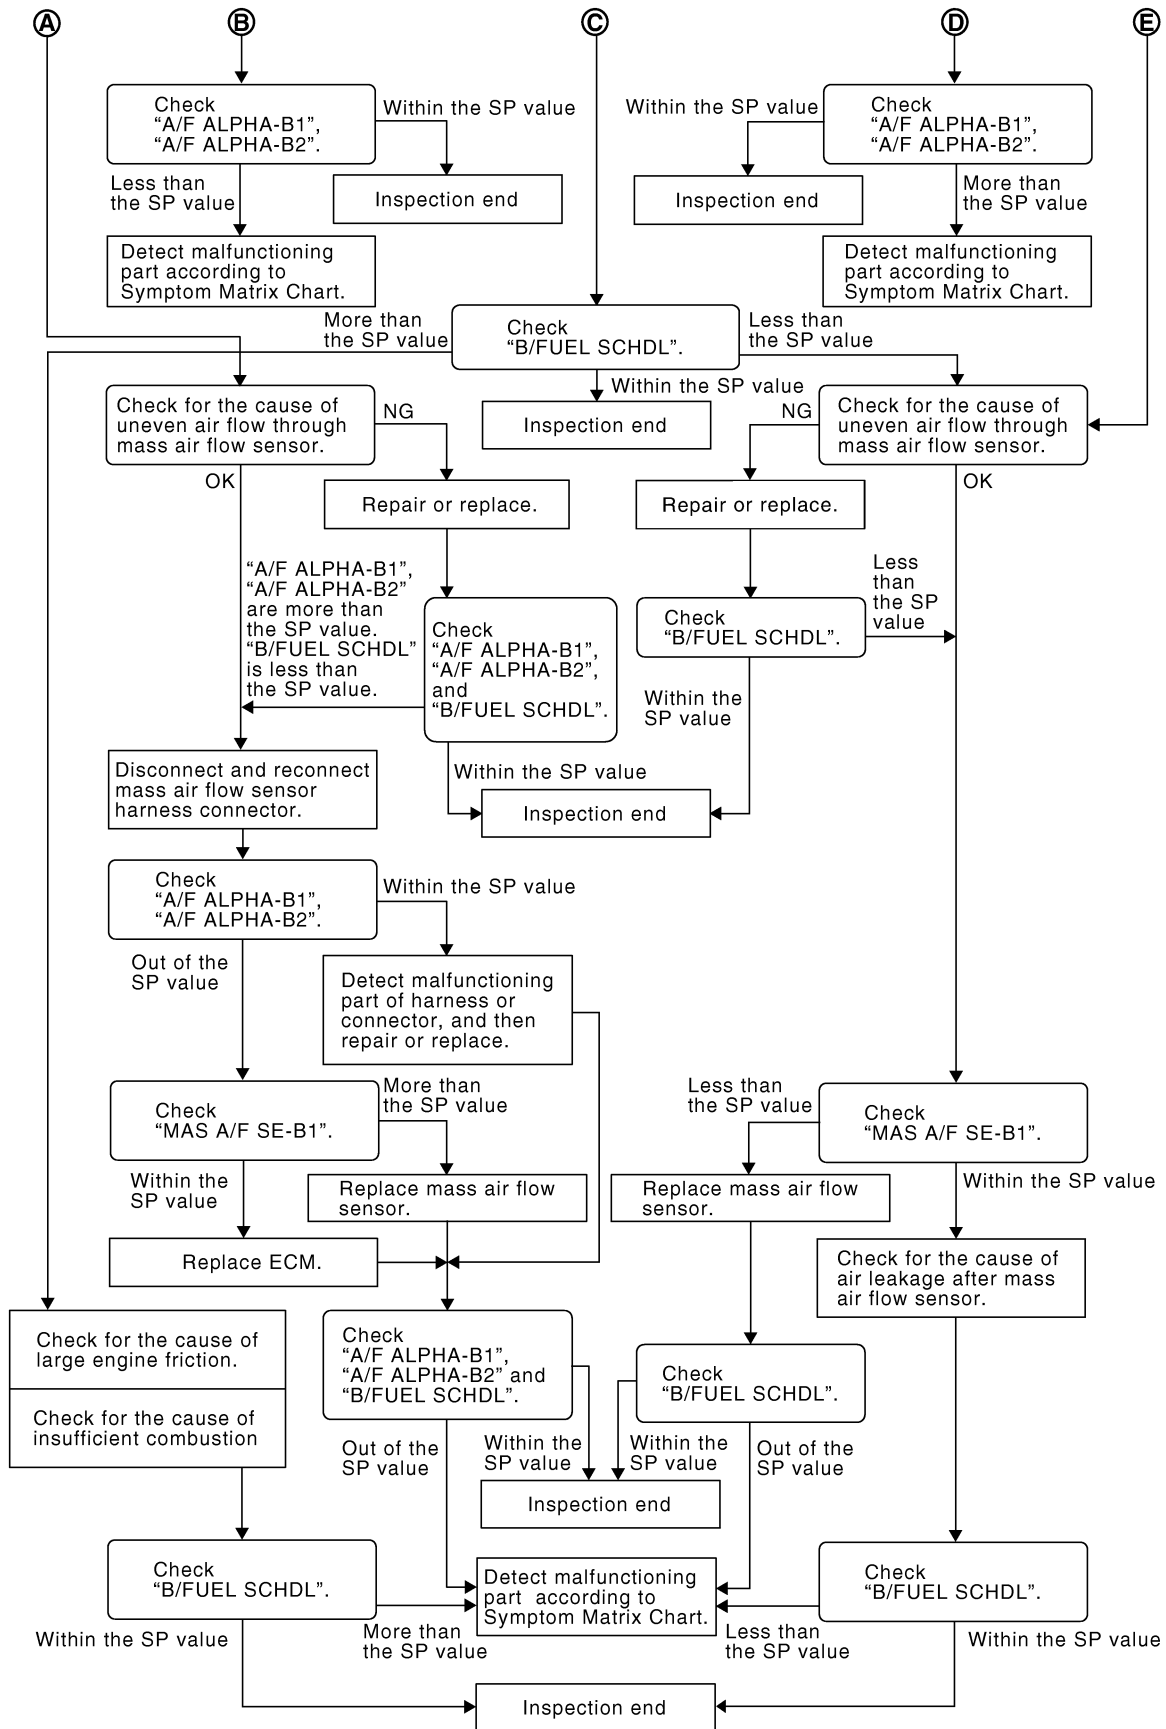 A
B
C
D
E
Check
“A/F ALPHA-B1”,
“A/F ALPHA-B2”.
Within the SP value
Less than
the SP value
Inspection end
Detect malfunctioning
part according to
Symptom Matrix Chart.
Within the SP value
Check
“A/F ALPHA-B1”,
“A/F ALPHA-B2”.
Inspection end
More than
the SP value
Detect malfunctioning
part according to
Symptom Matrix Chart.
More than
the SP value
Check
“B/FUEL SCHDL”.
Less than
the SP value
Within the SP value
Inspection end
Check for the cause of
uneven air flow through
mass air flow sensor.
NG
OK
Repair or replace.
NG
Check for the cause of
uneven air flow through
mass air flow sensor.
OK
Repair or replace.
“A/F ALPHA-B1”,
“A/F ALPHA-B2”
are more than
the SP value.
“B/FUEL SCHDL”
is less than
the SP value.
Check
“A/F ALPHA-B1”,
“A/F ALPHA-B2”,
and
“B/FUEL SCHDL”.
Check
“B/FUEL SCHDL”.
Less
than
the SP
value
Within the
SP value
Within the SP value
Inspection end
Disconnect and reconnect
mass air flow sensor
harness connector.
Check
“A/F ALPHA-B1”,
“A/F ALPHA-B2”.
Within the SP value
Out of the
SP value
Detect malfunctioning
part of harness or
connector, and then
repair or replace.
Check
“MAS A/F SE-B1”.
More than
the SP value
Within the
SP value
Replace mass air flow
sensor.
Replace ECM.
Less than
the SP value
Check
“MAS A/F SE-B1”.
Within the SP value
Replace mass air flow
sensor.
Check for the cause of
air leakage after mass
air flow sensor.
Check for the cause of
large engine friction.
Check for the cause of
insufficient combustion
Check
“A/F ALPHA-B1”,
“A/F ALPHA-B2” and
“B/FUEL SCHDL”.
Check
“B/FUEL SCHDL”.
Out of the
SP value
Within the
SP value
Within the
SP value
Out of the
SP value
Inspection end
Check
“B/FUEL SCHDL”.
Detect malfunctioning
part according to
Symptom Matrix Chart.
Check
“B/FUEL SCHDL”.
Within the SP value
More than
the SP value
Less than
the SP value
Within the SP value
Inspection end